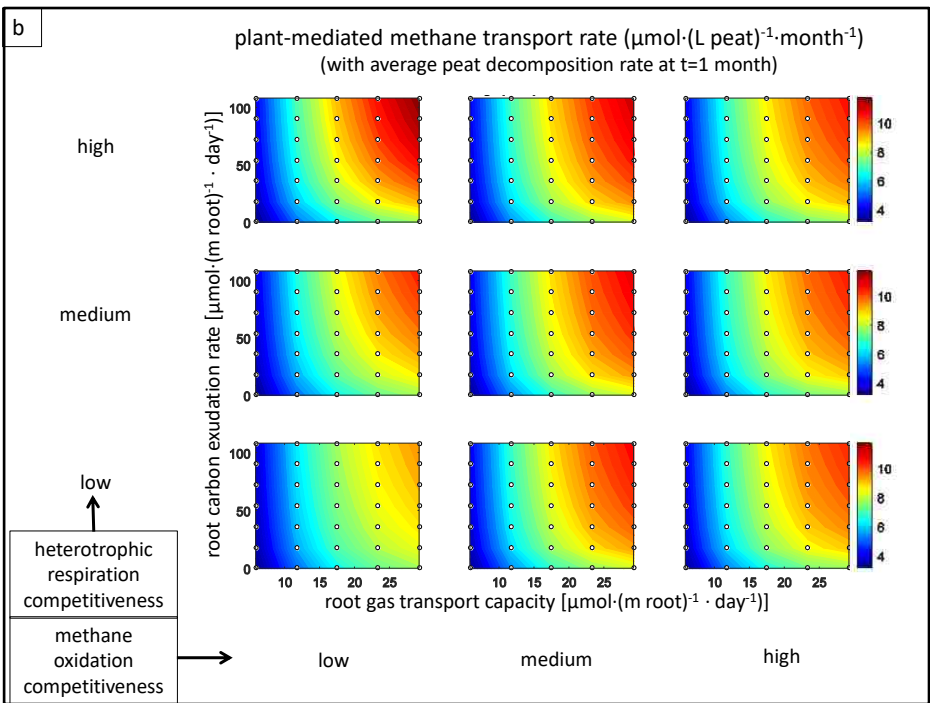 b
plant-mediated methane transport rate (µmol·(L peat)⁻¹·month⁻¹)
(with average peat decomposition rate at t=1 month)
high
medium
low
root carbon exudation rate [µmol·(m root)⁻¹ · day⁻¹)]
100
50
0
10
8
6
4
10
8
6
4
10
8
6
4
100
50
0
100
50
0
10 15 20 25
10 15 20 25
10 15 20 25
root gas transport capacity [µmol·(m root)⁻¹ · day⁻¹)]
heterotrophic
respiration
competitiveness
methane
oxidation
competitiveness
low
medium
high